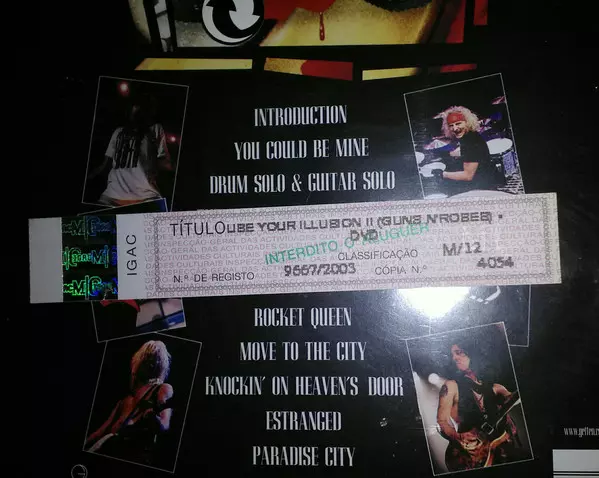 INTRODUCTION
YOU COULD BE MINE
DRUM SOLO & GUITAR SOLO
IGAC
TÍTULO USE YOUR ILLUSION II (GUNS N'ROSES) •
DVD
INTERDITO O ALUGUER
CLASSIFICAÇÃO M/12
N.º DE REGISTO 9667/2003 CÓPIA N.º 4054
ROCKET QUEEN
MOVE TO THE CITY
KNOCKIN' ON HEAVEN'S DOOR
ESTRANGED
PARADISE CITY